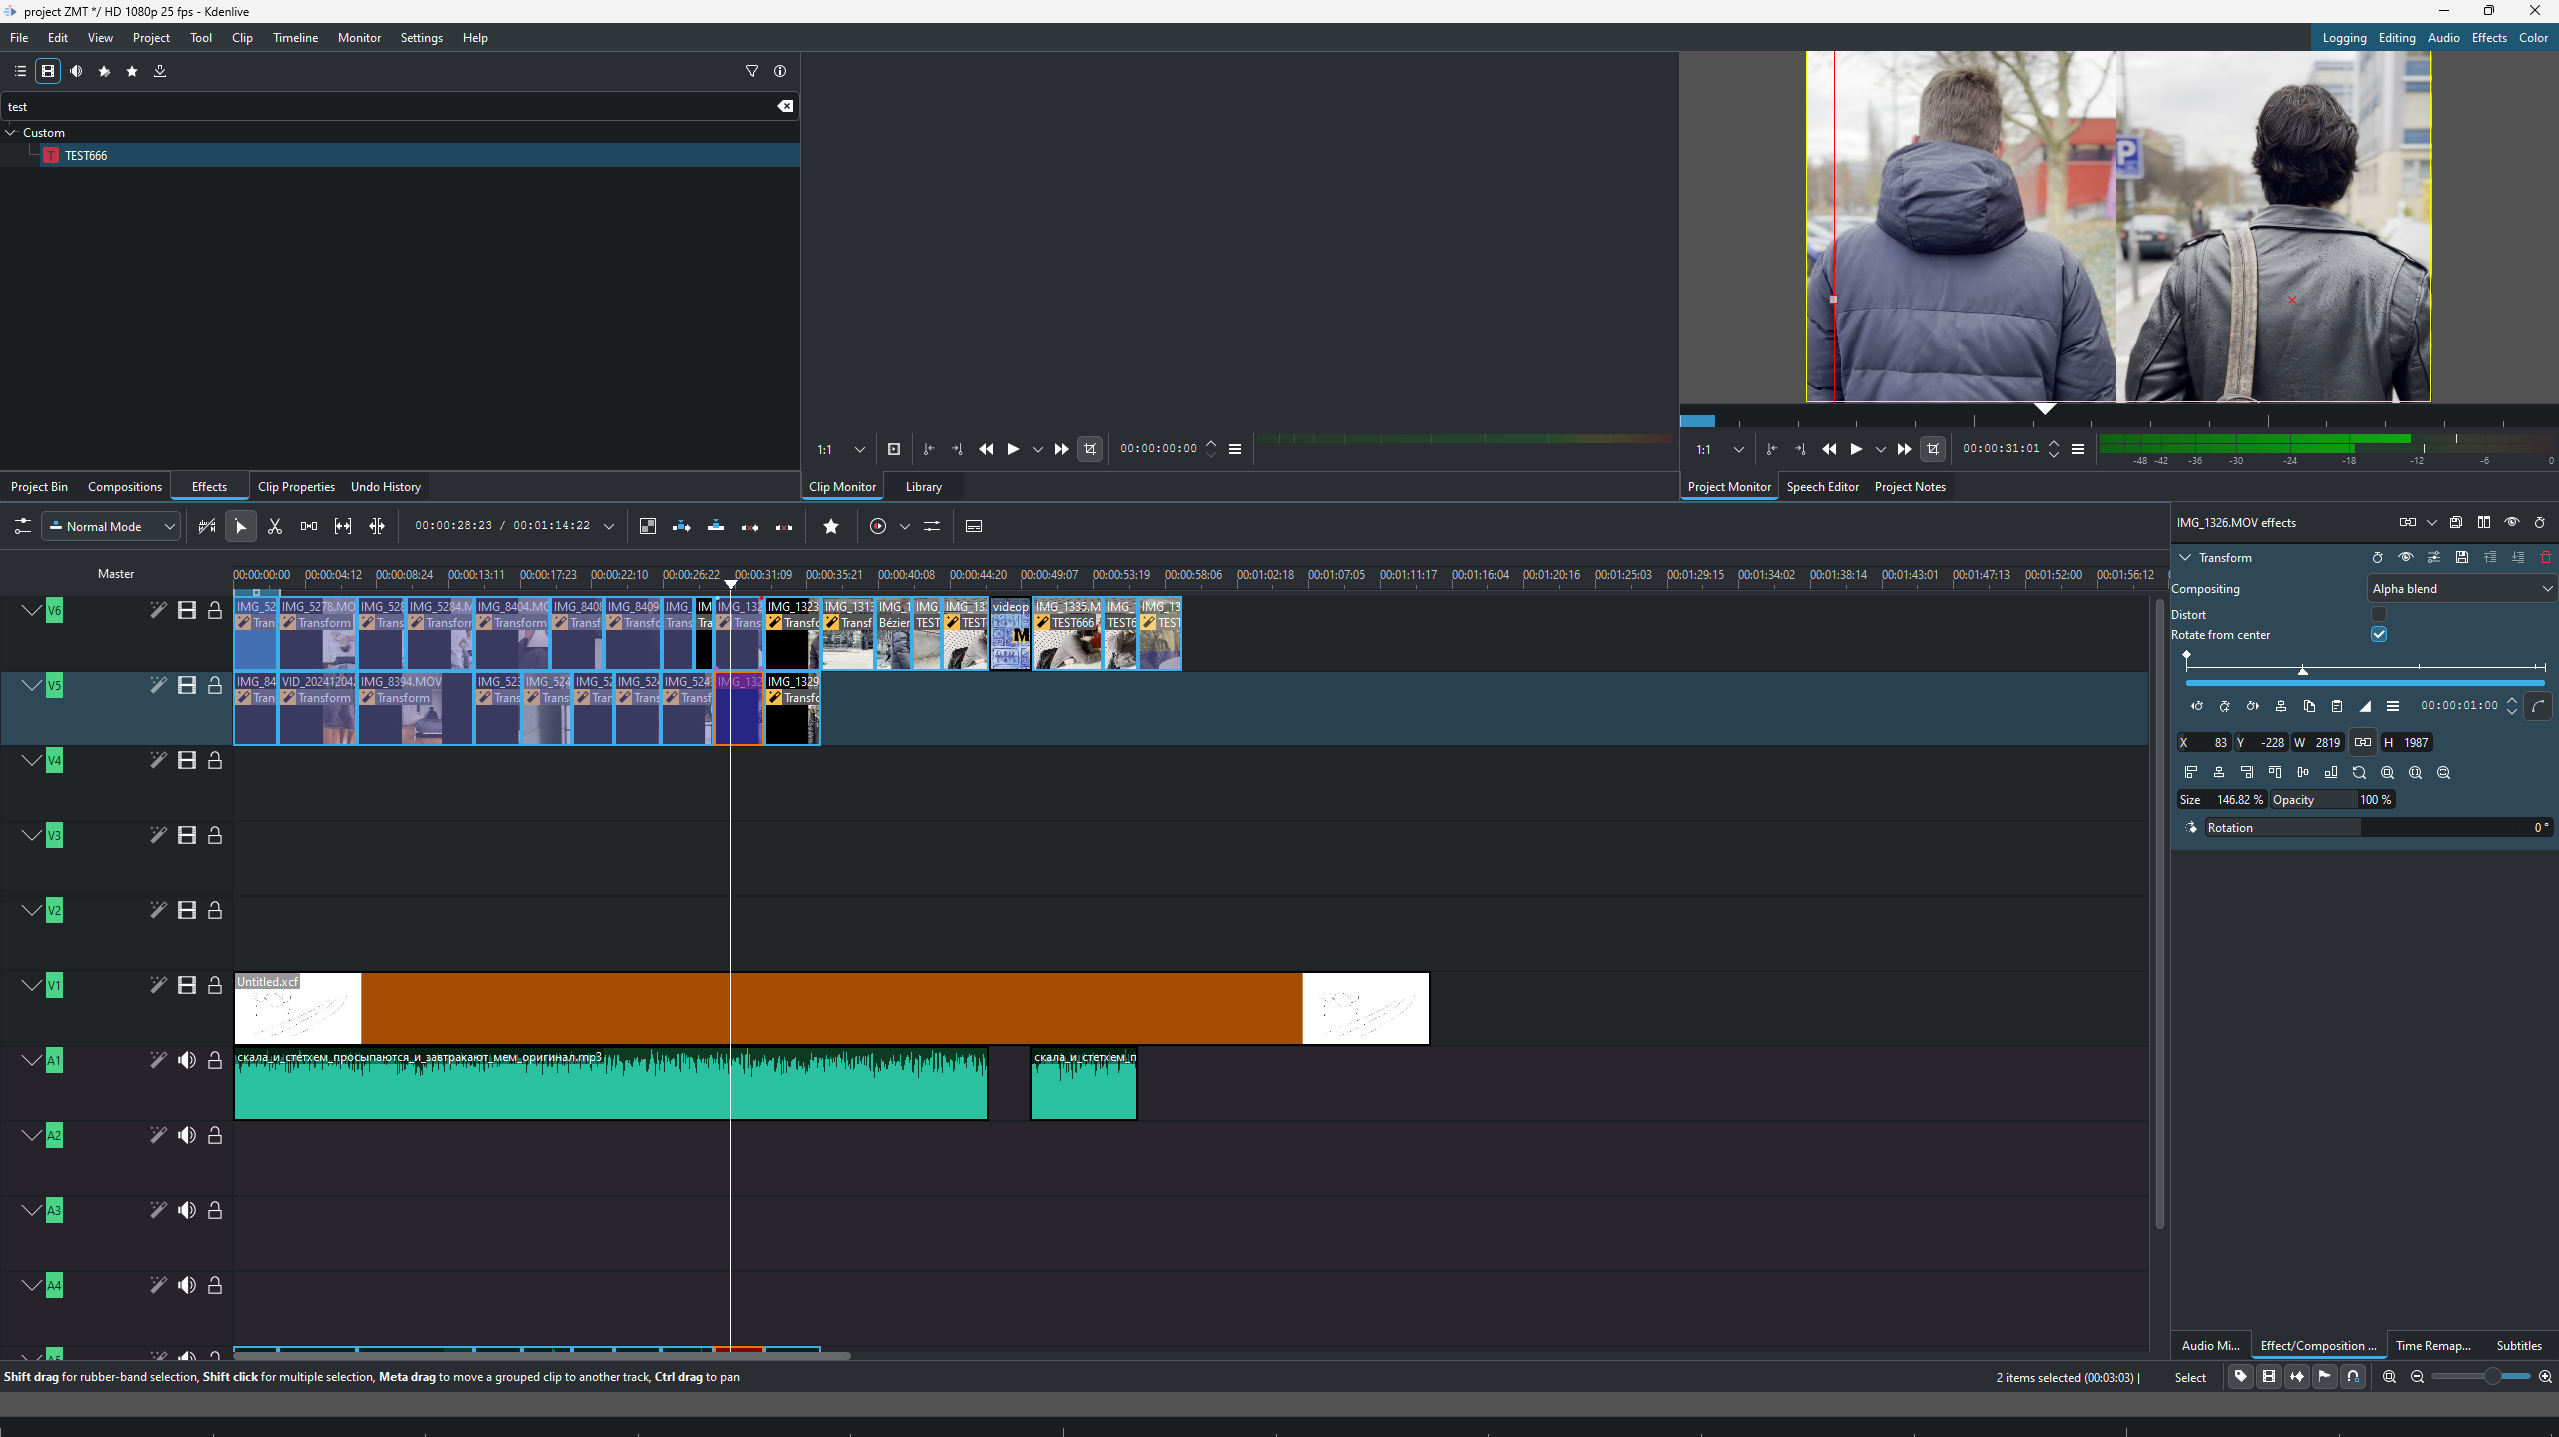 project ZMT */ HD 1080p 25 fps - Kdenlive
File Edit View Project Tool Clip Timeline Monitor Settings Help
Logging Editing Audio Effects Color
test
Custom
T TEST666
P
1:1 00:00:00:00
1:1 00:00:31:01
-48 -42 -36 -30 -24 -18 -12 -6 0
Project Bin Compositions Effects Clip Properties Undo History
Clip Monitor Library
Project Monitor Speech Editor Project Notes
Normal Mode 00:00:28:23 / 00:01:14:22
Master
00:00:00:00 00:00:04:12 00:00:08:24 00:00:13:11 00:00:17:23 00:00:22:10 00:00:26:22 00:00:31:09 00:00:35:21 00:00:40:08 00:00:44:20 00:00:49:07 00:00:53:19 00:00:58:06 00:01:02:18 00:01:07:05 00:01:11:17 00:01:16:04 00:01:20:16 00:01:25:03 00:01:29:15 00:01:34:02 00:01:38:14 00:01:43:01 00:01:47:13 00:01:52:00 00:01:56:12
V6 IMG_52 IMG_5278.MO IMG_528 IMG_5284.M IMG_8404.MO IMG_8408 IMG_8409 IMG_ IM IMG_132 IMG_1323 IMG_1313 IMG_1 IMG_ IMG_13 videop IMG_1335.M IMG_ IMG_13
Tran Transform Trans Transforr Transform Transf Transfo Trans Tra Trans Transfo Transf Bézier TEST TEST TEST666 TEST6 TEST
V5 IMG_84 VID_20241204 IMG_8394.MOV IMG_523 IMG_524 IMG_52 IMG_524 IMG_524 IMG_132 IMG_1329
Tran Transform Transform Trans Trans Trar Trans Trans Transfo
V4
V3
V2
V1 Untitled.xcf
A1 скала_и_стетхем_просыпаются_и_завтракают_мем_оригинал.mp3 скала_и_стетхем_п
A2
A3
A4
A5
IMG_1326.MOV effects
Transform
Compositing Alpha blend
Distort
Rotate from center
00:00:01:00
X 83 Y -228 W 2819 H 1987
Size 146.82 % Opacity 100 %
Rotation 0°
Audio Mi... Effect/Composition ... Time Remap... Subtitles
Shift drag for rubber-band selection, Shift click for multiple selection, Meta drag to move a grouped clip to another track, Ctrl drag to pan
2 items selected (00:03:03) | Select